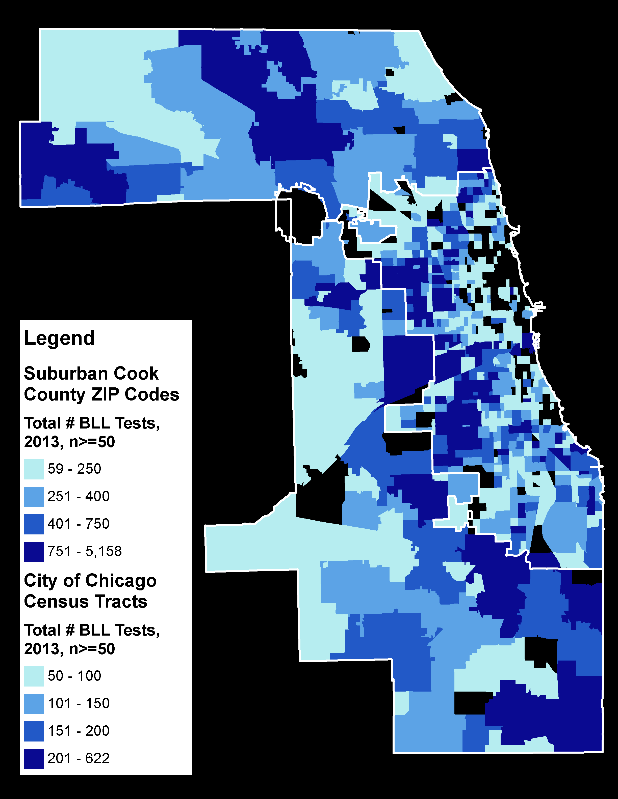 Legend
Suburban Cook
County ZIP Codes
Total # BLL Tests,
2013, n>=50
59 - 250
251 - 400
401 - 750
751 - 5,158
City of Chicago
Census Tracts
Total # BLL Tests,
2013, n>=50
50 - 100
101 - 150
151 - 200
201 - 622